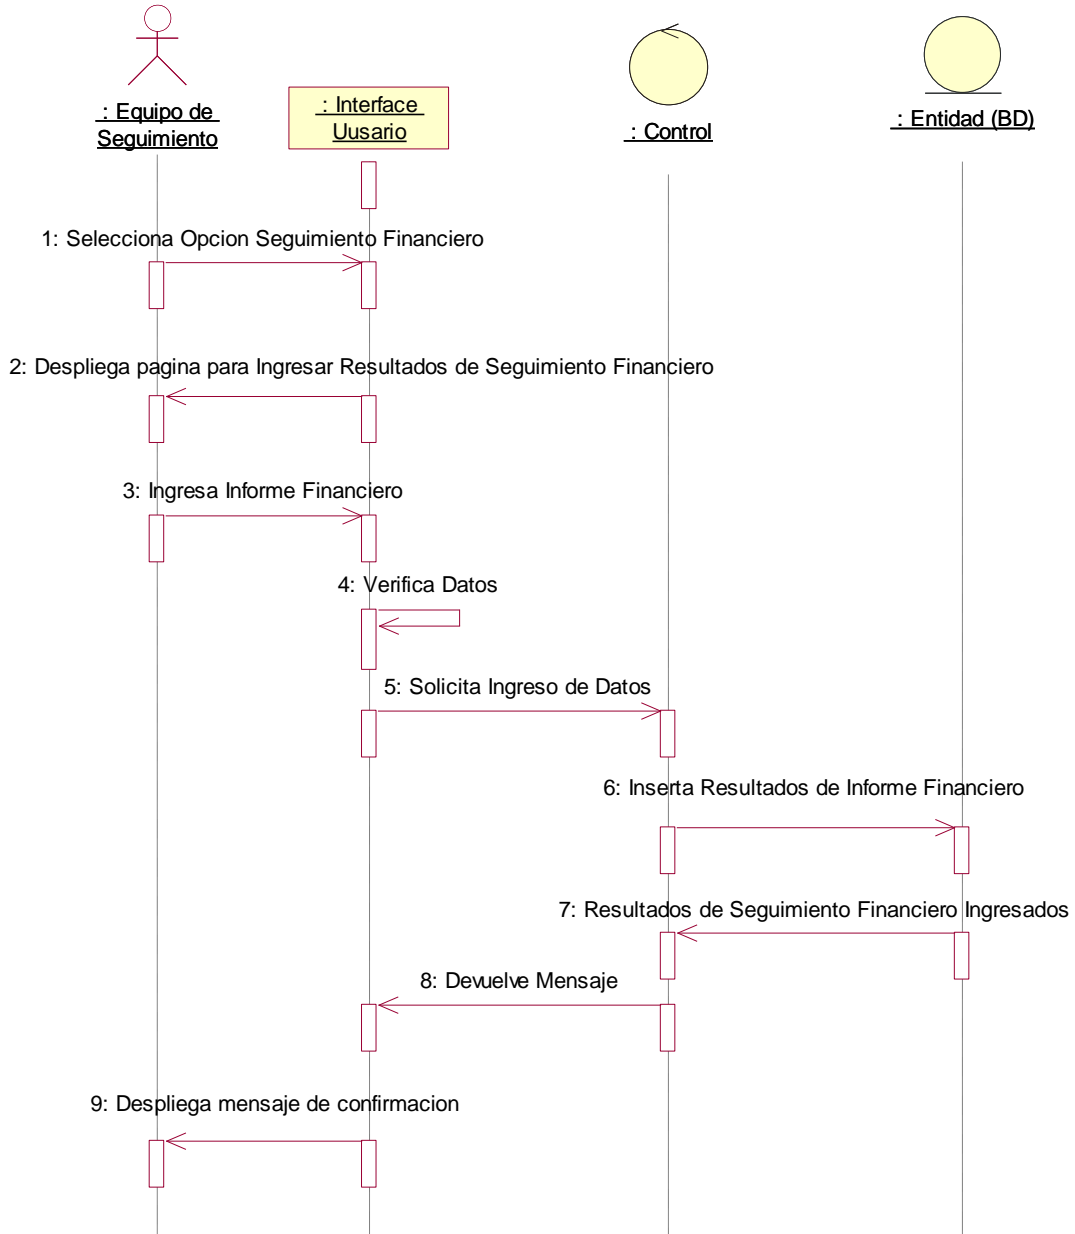 : Equipo de
Seguimiento
: Interface
Uusario
: Control
: Entidad (BD)
1: Selecciona Opcion Seguimiento Financiero
2: Despliega pagina para Ingresar Resultados de Seguimiento Financiero
3: Ingresa Informe Financiero
4: Verifica Datos
5: Solicita Ingreso de Datos
6: Inserta Resultados de Informe Financiero
7: Resultados de Seguimiento Financiero Ingresados
8: Devuelve Mensaje
9: Despliega mensaje de confirmacion